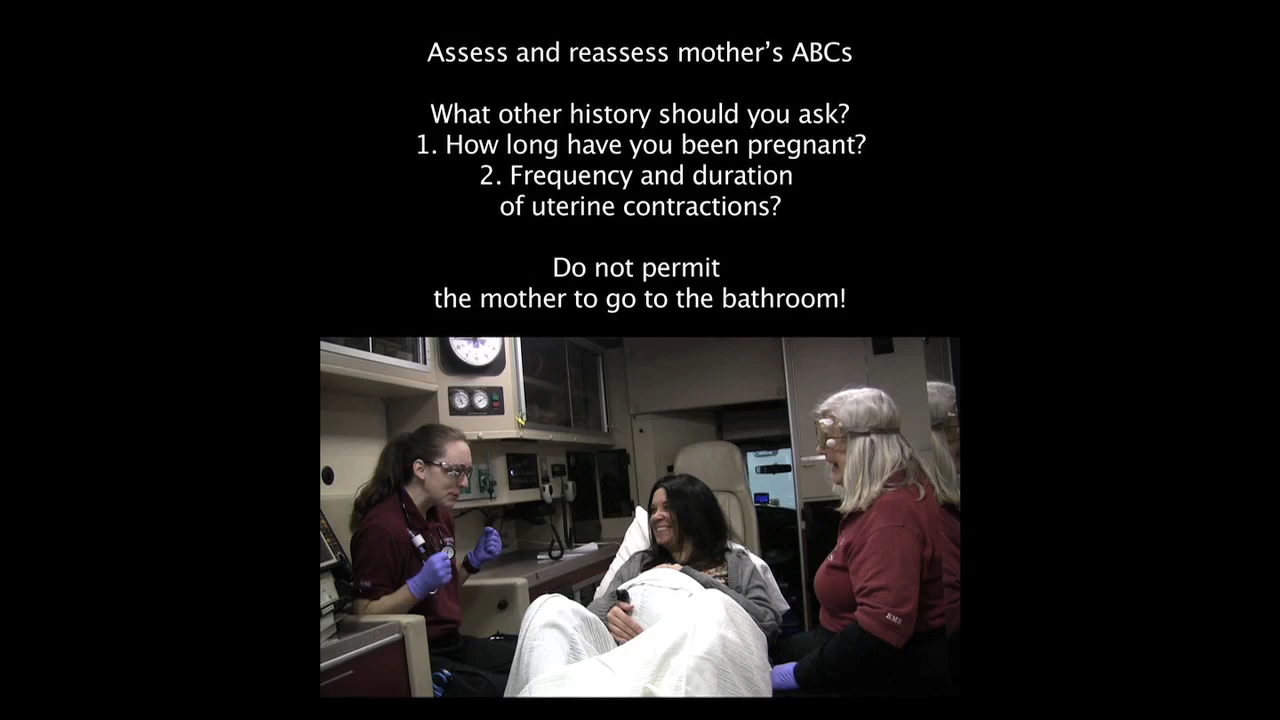 Assess and reassess mother's ABCs
What other history should you ask?
1. How long have you been pregnant?
2. Frequency and duration
of uterine contractions?
Do not permit
the mother to go to the bathroom!
EMS